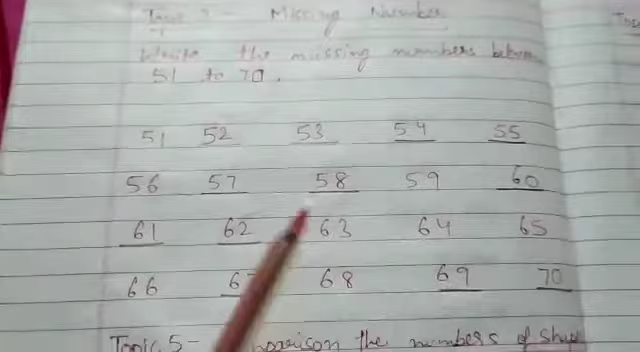 Missing Number
Write the missing numbers between
51 to 70.
51 52 53 54 55
56 57 58 59 60
61 62 63 64 65
66 68 69 70
Topic 5- the numbers of